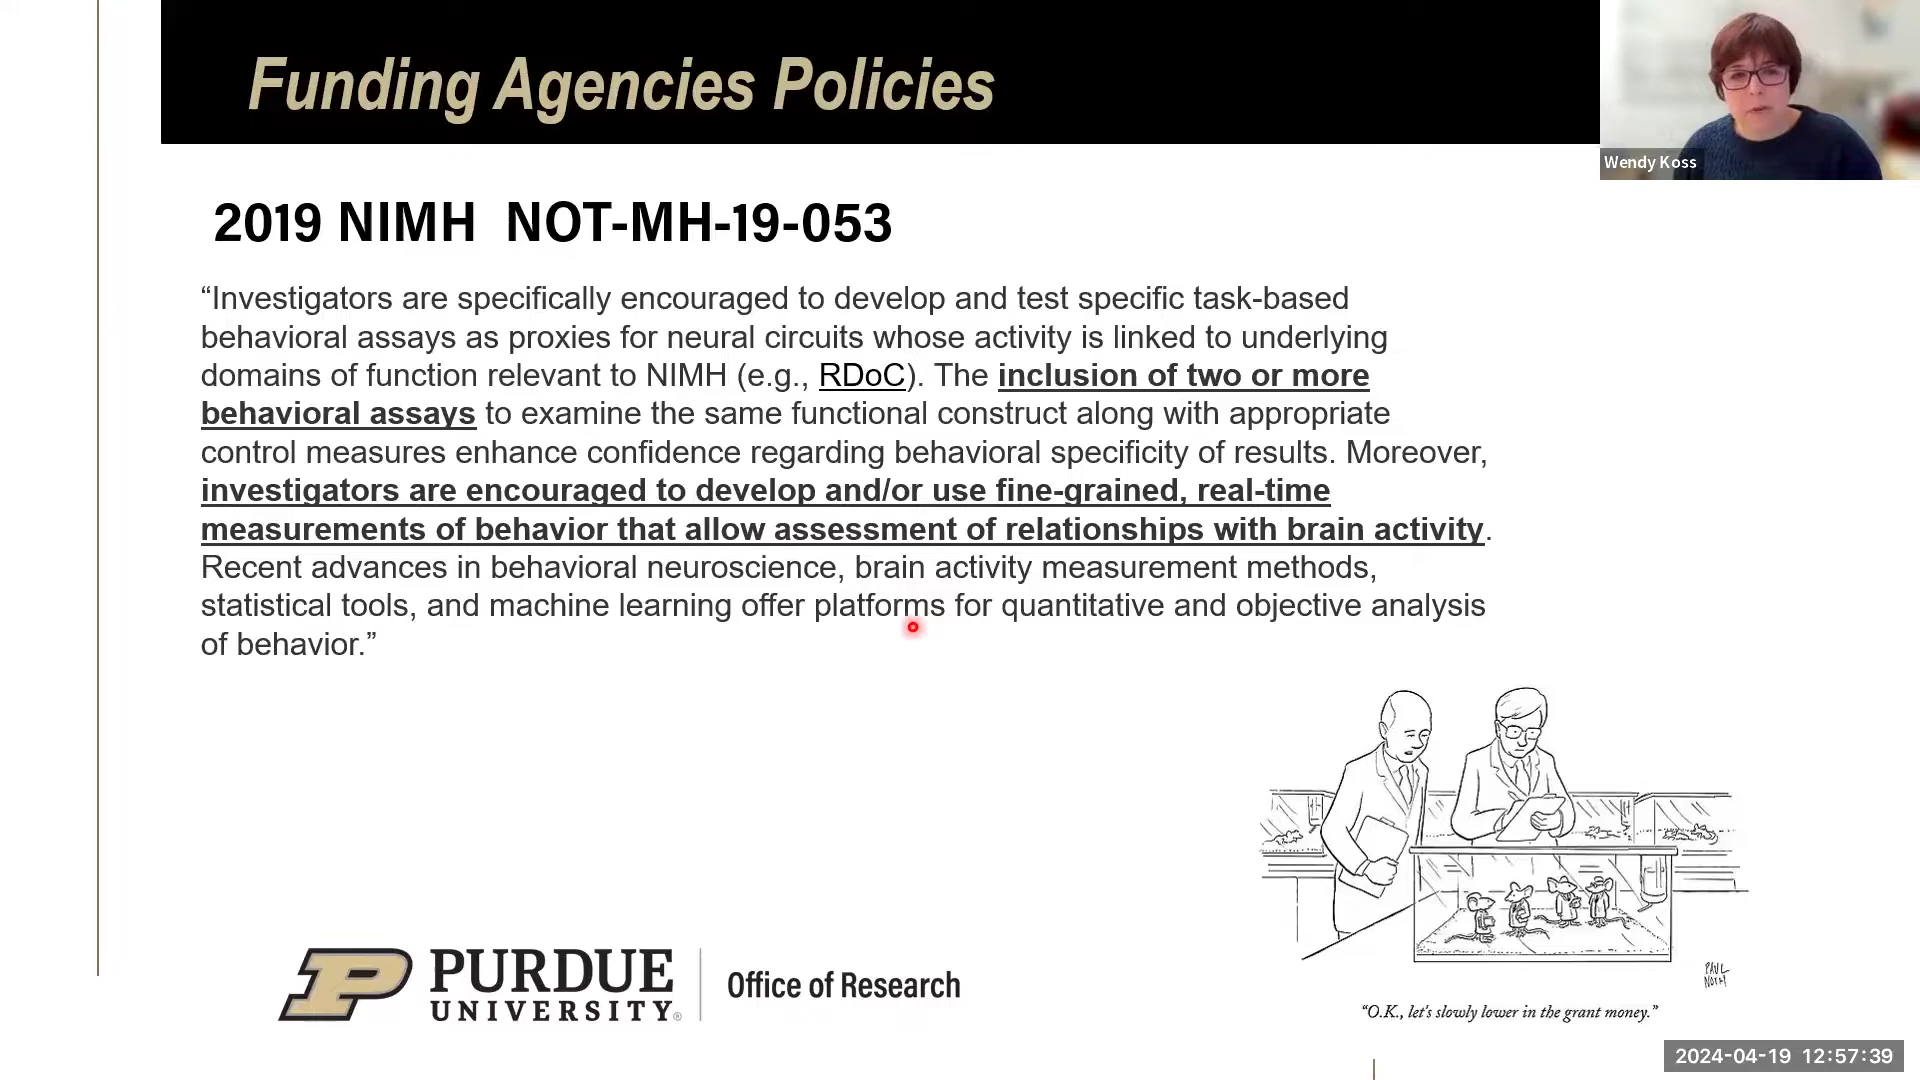 Funding Agencies Policies
Wendy Koss
2019 NIMH NOT-MH-19-053
“Investigators are specifically encouraged to develop and test specific task-based
behavioral assays as proxies for neural circuits whose activity is linked to underlying
domains of function relevant to NIMH (e.g., RDoC). The inclusion of two or more
behavioral assays to examine the same functional construct along with appropriate
control measures enhance confidence regarding behavioral specificity of results. Moreover,
investigators are encouraged to develop and/or use fine-grained, real-time
measurements of behavior that allow assessment of relationships with brain activity.
Recent advances in behavioral neuroscience, brain activity measurement methods,
statistical tools, and machine learning offer platforms for quantitative and objective analysis
of behavior.”
PAUL
NOTH
“O.K., let's slowly lower in the grant money.”
P
PURDUE
UNIVERSITY®
Office of Research
2024-04-19 12:57:39